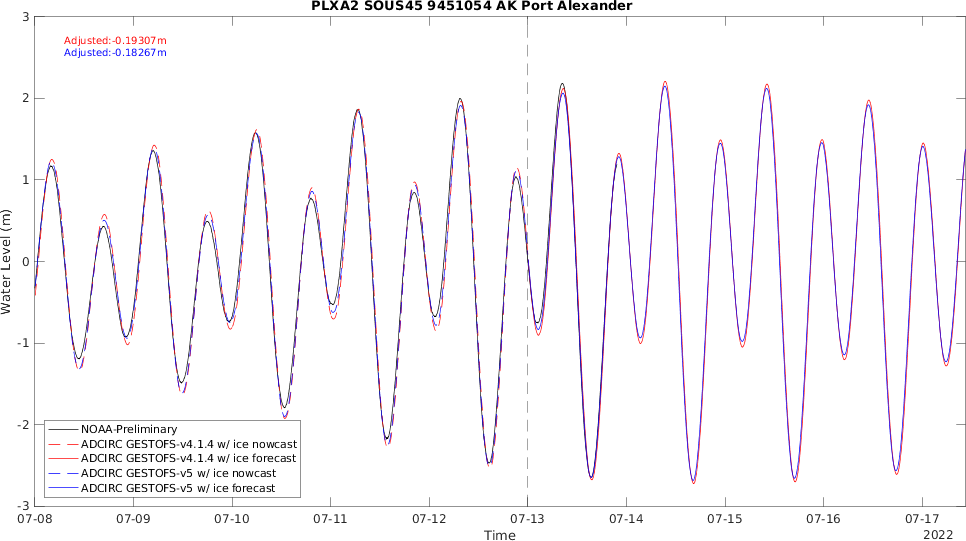 PLXA2 SOUS45 9451054 AK Port Alexander
Adjusted:-0.19307m
Adjusted:-0.18267m
3
2
1
0
-1
-2
-3
Water Level (m)
NOAA-Preliminary
ADCIRC GESTOFS-v4.1.4 w/ ice nowcast
ADCIRC GESTOFS-v4.1.4 w/ ice forecast
ADCIRC GESTOFS-v5 w/ ice nowcast
ADCIRC GESTOFS-v5 w/ ice forecast
07-08 07-09 07-10 07-11 07-12 07-13 07-14 07-15 07-16 07-17
Time
2022